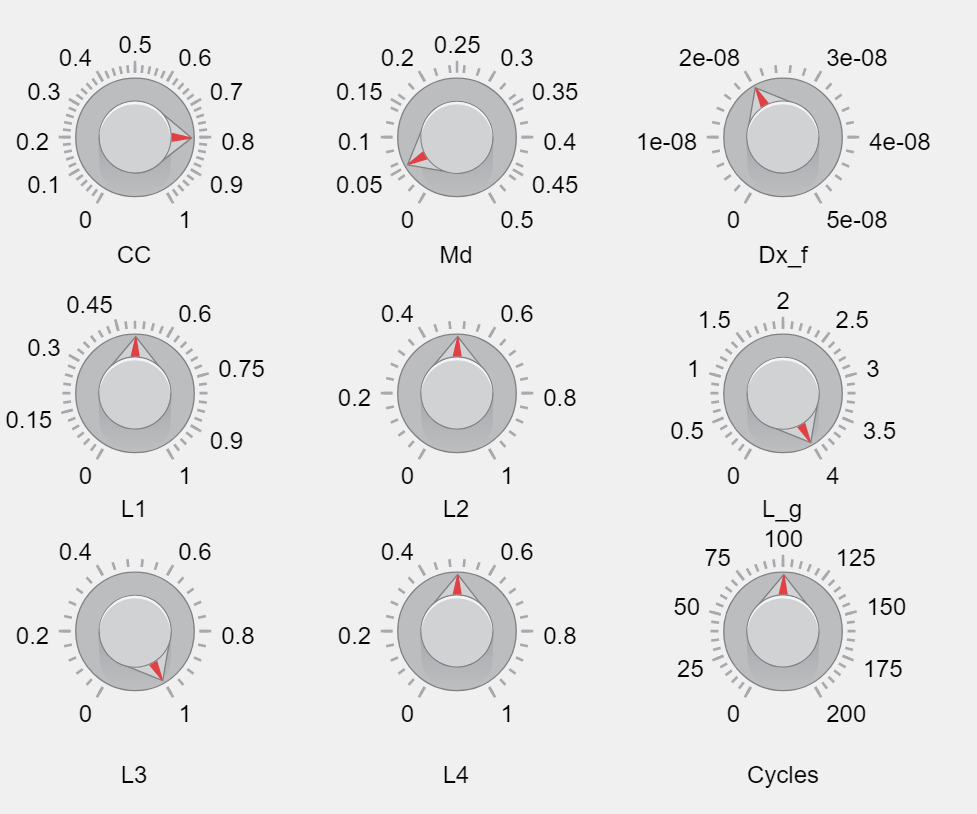 0 0.1 0.2 0.3 0.4 0.5 0.6 0.7 0.8 0.9 1
CC
0 0.05 0.1 0.15 0.2 0.25 0.3 0.35 0.4 0.45 0.5
Md
0 1e-08 2e-08 3e-08 4e-08 5e-08
Dx_f
0 0.15 0.3 0.45 0.6 0.75 0.9 1
L1
0 0.2 0.4 0.6 0.8 1
L2
0 0.5 1 1.5 2 2.5 3 3.5 4
L_g
0 0.2 0.4 0.6 0.8 1
L3
0 0.2 0.4 0.6 0.8 1
L4
0 25 50 75 100 125 150 175 200
Cycles